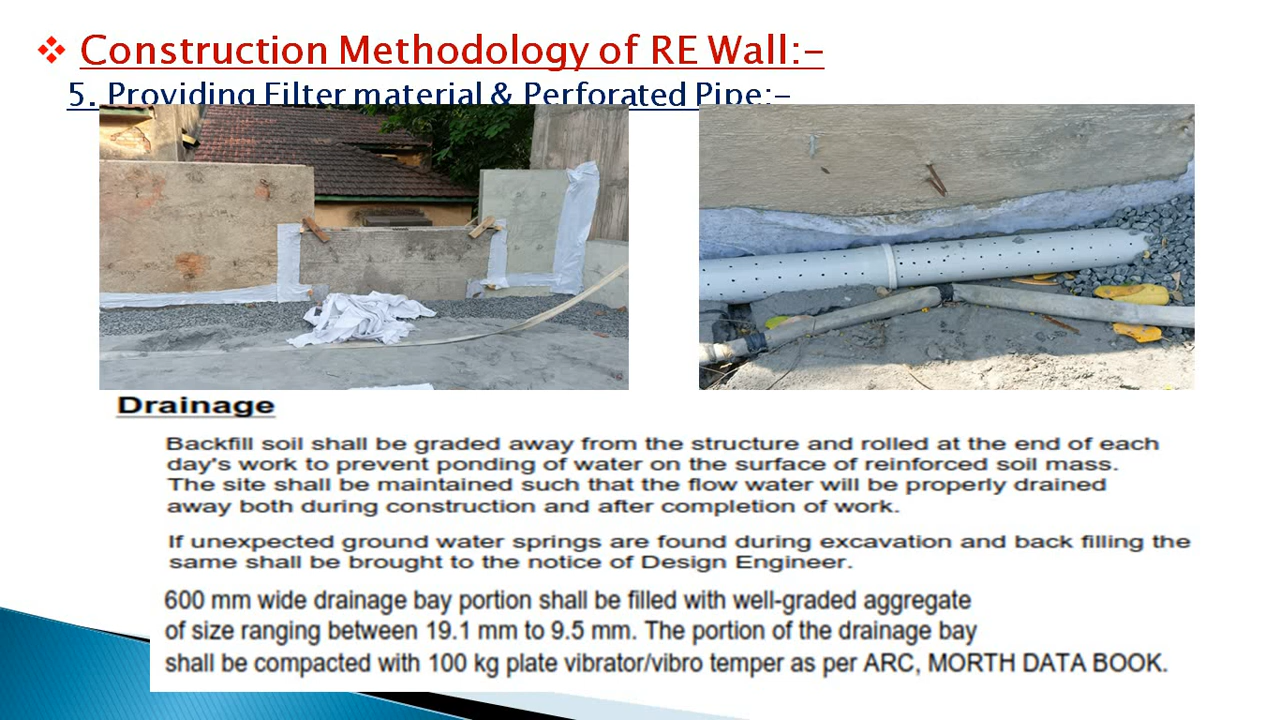 Construction Methodology of RE Wall:-
5. Providing Filter material & Perforated Pipe:-
Drainage
Backfill soil shall be graded away from the structure and rolled at the end of each
day's work to prevent ponding of water on the surface of reinforced soil mass.
The site shall be maintained such that the flow water will be properly drained
away both during construction and after completion of work.
If unexpected ground water springs are found during excavation and back filling the
same shall be brought to the notice of Design Engineer.
600 mm wide drainage bay portion shall be filled with well-graded aggregate
of size ranging between 19.1 mm to 9.5 mm. The portion of the drainage bay
shall be compacted with 100 kg plate vibrator/vibro temper as per ARC, MORTH DATA BOOK.